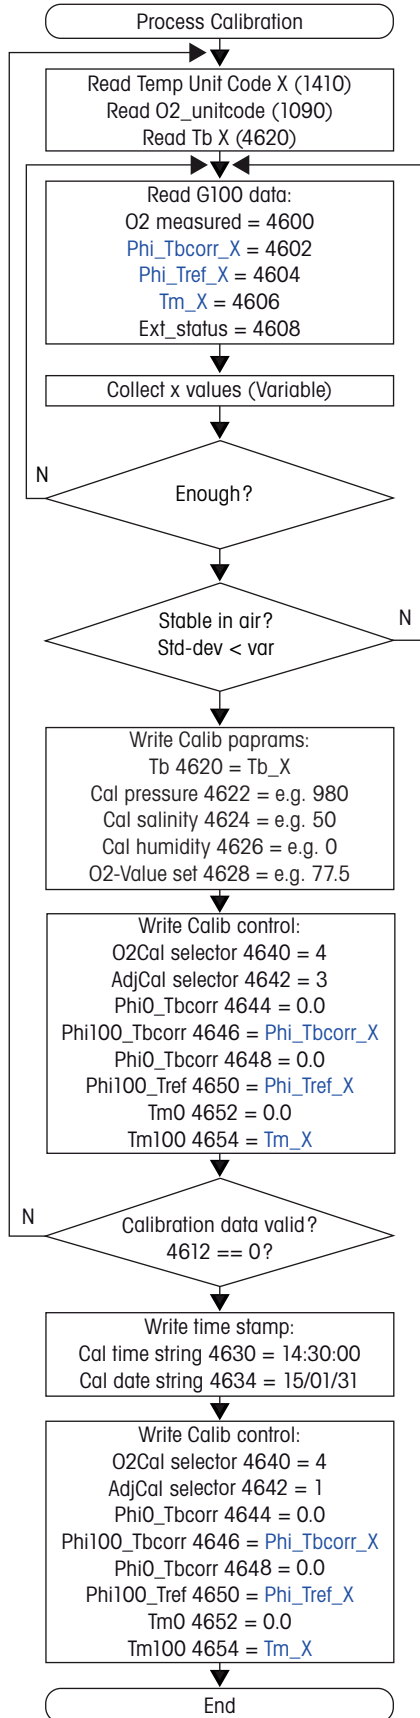 Process Calibration
Read Temp Unit Code X (1410)
Read O2_unitcode (1090)
Read Tb X (4620)
Read G100 data:
O2 measured = 4600
Phi_Tbcorr_X = 4602
Phi_Tref_X = 4604
Tm_X = 4606
Ext_status = 4608
Collect x values (Variable)
N
Enough?
Stable in air?
N
Std-dev < var
Write Calib paprams:
Tb 4620 = Tb_X
Cal pressure 4622 = e.g. 980
Cal salinity 4624 = e.g. 50
Cal humidity 4626 = e.g. 0
O2-Value set 4628 = e.g. 77.5
Write Calib control:
O2Cal selector 4640 = 4
AdjCal selector 4642 = 3
Phi0_Tbcorr 4644 = 0.0
Phi100_Tbcorr 4646 = Phi_Tbcorr_X
Phi0_Tbcorr 4648 = 0.0
Phi100_Tref 4650 = Phi_Tref_X
Tm0 4652 = 0.0
Tm100 4654 = Tm_X
N
Calibration data valid?
4612 == 0?
Write time stamp:
Cal time string 4630 = 14:30:00
Cal date string 4634 = 15/01/31
Write Calib control:
O2Cal selector 4640 = 4
AdjCal selector 4642 = 1
Phi0_Tbcorr 4644 = 0.0
Phi100_Tbcorr 4646 = Phi_Tbcorr_X
Phi0_Tbcorr 4648 = 0.0
Phi100_Tref 4650 = Phi_Tref_X
Tm0 4652 = 0.0
Tm100 4654 = Tm_X
End